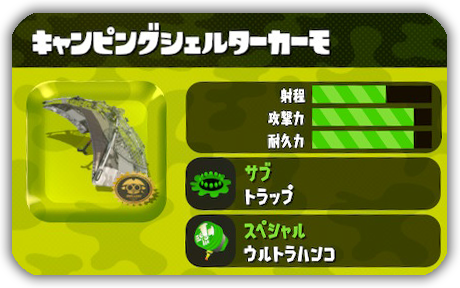 キャンピングシェルターカーモ
射程
攻撃力
耐久力
サブ
トラップ
スペシャル
ウルトラハンコ